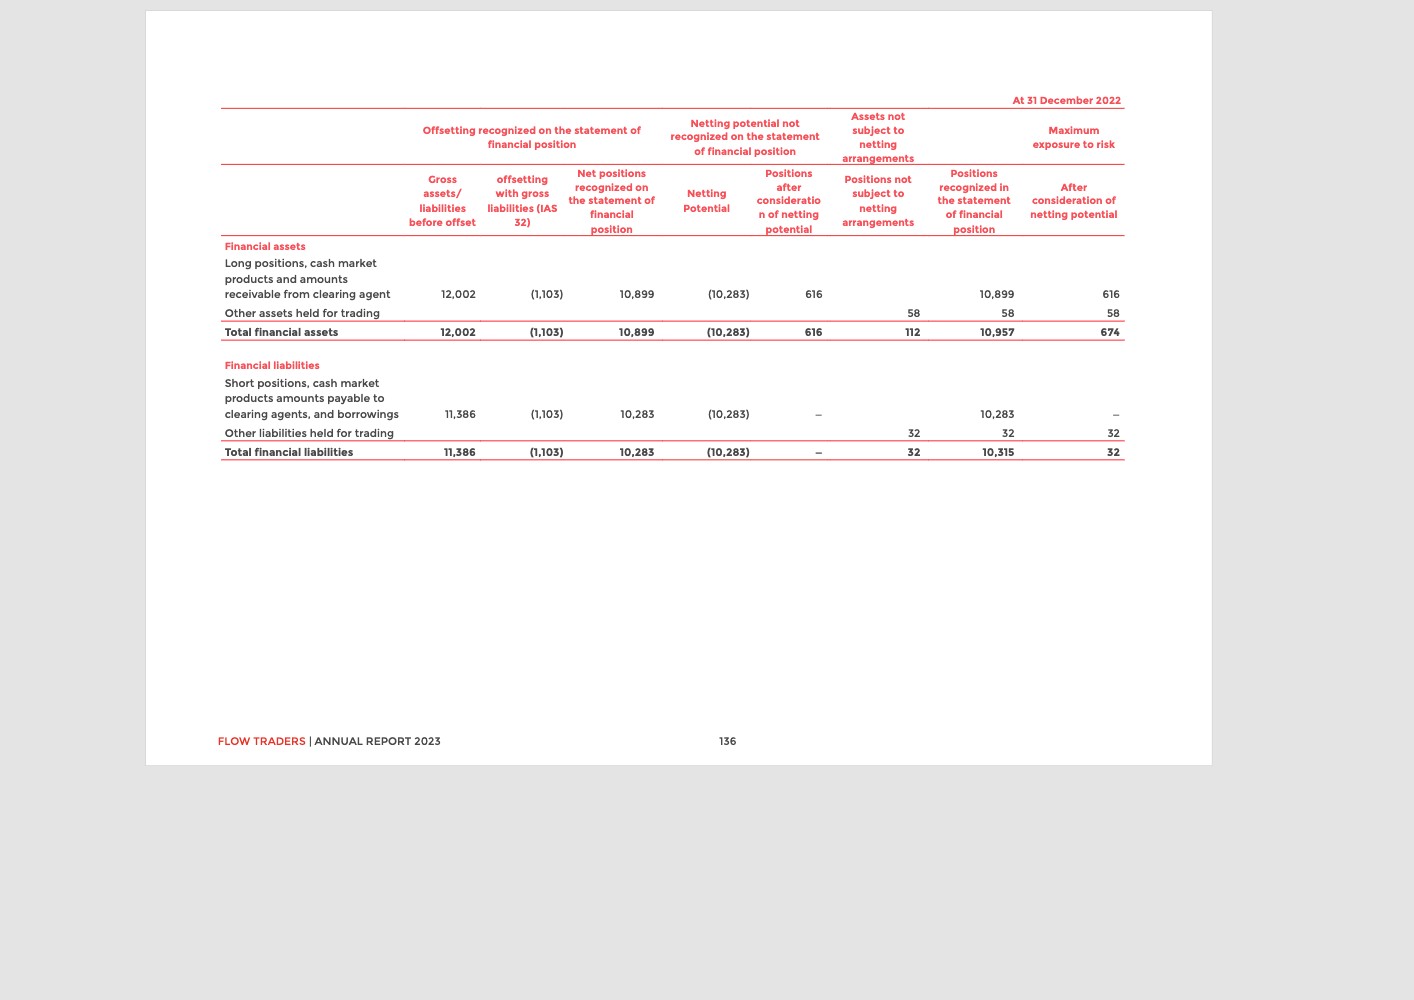 At 31 December 2022
Offsetting recognized on the statement of
financial position
Netting potential not
recognized on the statement
of financial position
Assets not
subject to
netting
arrangements
Maximum
exposure to risk
Gross
assets/
liabilities
before offset
offsetting
with gross
liabilities (IAS
32)
Net positions
recognized on
the statement of
financial
position
Netting
Potential
Positions
after
consideratio
n of netting
potential
Positions not
subject to
netting
arrangements
Positions
recognized in
the statement
of financial
position
After
consideration of
netting potential
Financial assets
Long positions, cash market
products and amounts
receivable from clearing agent 12,002 (1,103) 10,899 (10,283) 616 10,899 616
Other assets held for trading 58 58 58
Total financial assets 12,002 (1,103) 10,899 (10,283) 616 112 10,957 674
Financial liabilities
Short positions, cash market
products amounts payable to
clearing agents, and borrowings 11,386 (1,103) 10,283 (10,283) – 10,283 –
Other liabilities held for trading 32 32 32
Total financial liabilities 11,386 (1,103) 10,283 (10,283) – 32 10,315 32
FLOW TRADERS | ANNUAL REPORT 2023 136